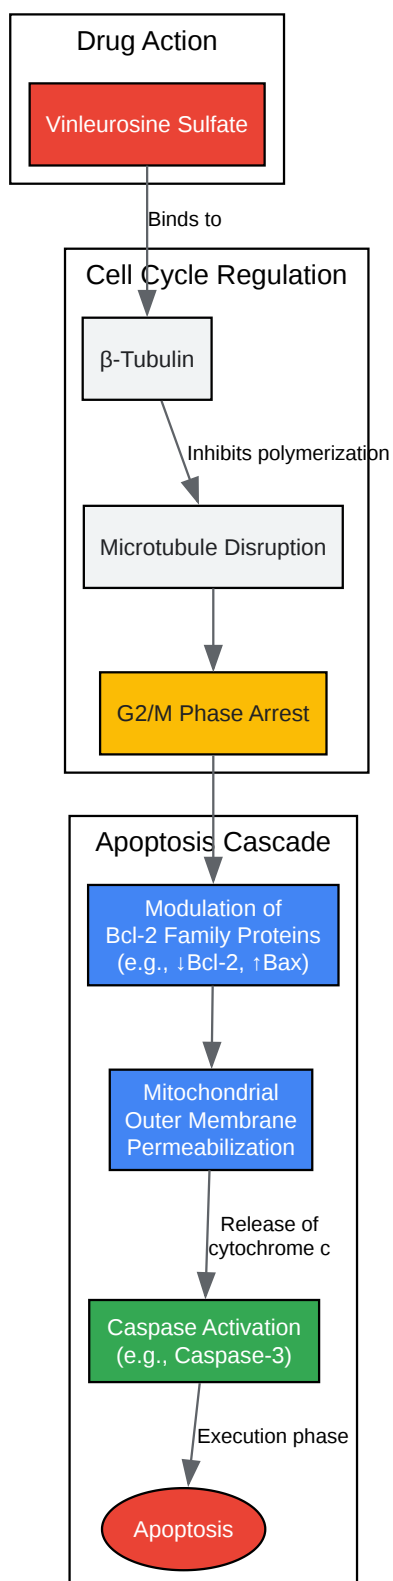 Drug Action
Vinleurosine Sulfate
Binds to
Cell Cycle Regulation
β-Tubulin
Inhibits polymerization
Microtubule Disruption
G2/M Phase Arrest
Apoptosis Cascade
Modulation of
Bcl-2 Family Proteins
(e.g., ↓Bcl-2, ↑Bax)
Mitochondrial
Outer Membrane
Permeabilization
Release of
cytochrome c
Caspase Activation
(e.g., Caspase-3)
Execution phase
Apoptosis